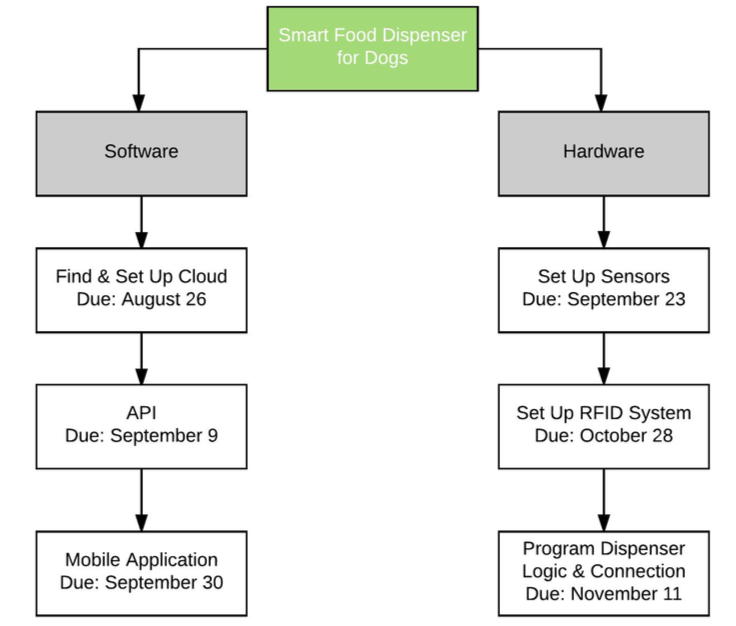 Smart Food Dispenser
for Dogs
Software
Hardware
Find & Set Up Cloud
Due: August 26
Set Up Sensors
Due: September 23
API
Due: September 9
Set Up RFID System
Due: October 28
Mobile Application
Due: September 30
Program Dispenser
Logic & Connection
Due: November 11